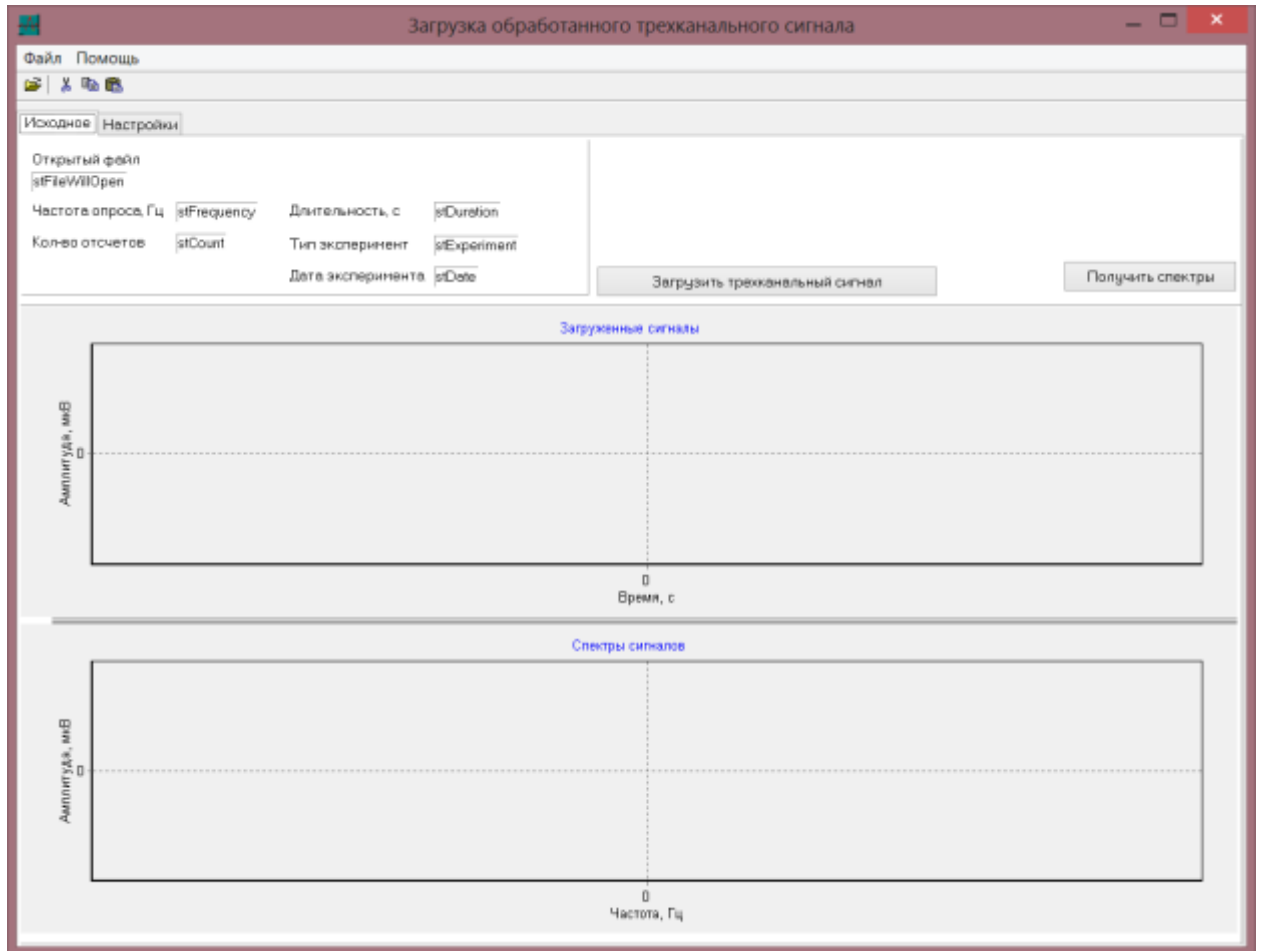 Загрузка обработанного трехканального сигнала
Файл Помощь
Исходное Настройки
Открытый файл
stFileWillOpen
Частота опроса, Гц stFrequency Длительность, с stDuration
Кол-во отсчетов stCount Тип эксперимент stExperiment
Дата эксперимента stDate Загрузить трехканальный сигнал Получить спектры
Загруженные сигналы
Амплитуда, мкВ
0
0
Время, с
Спектры сигналов
Амплитуда, мкВ
0
0
Частота, Гц